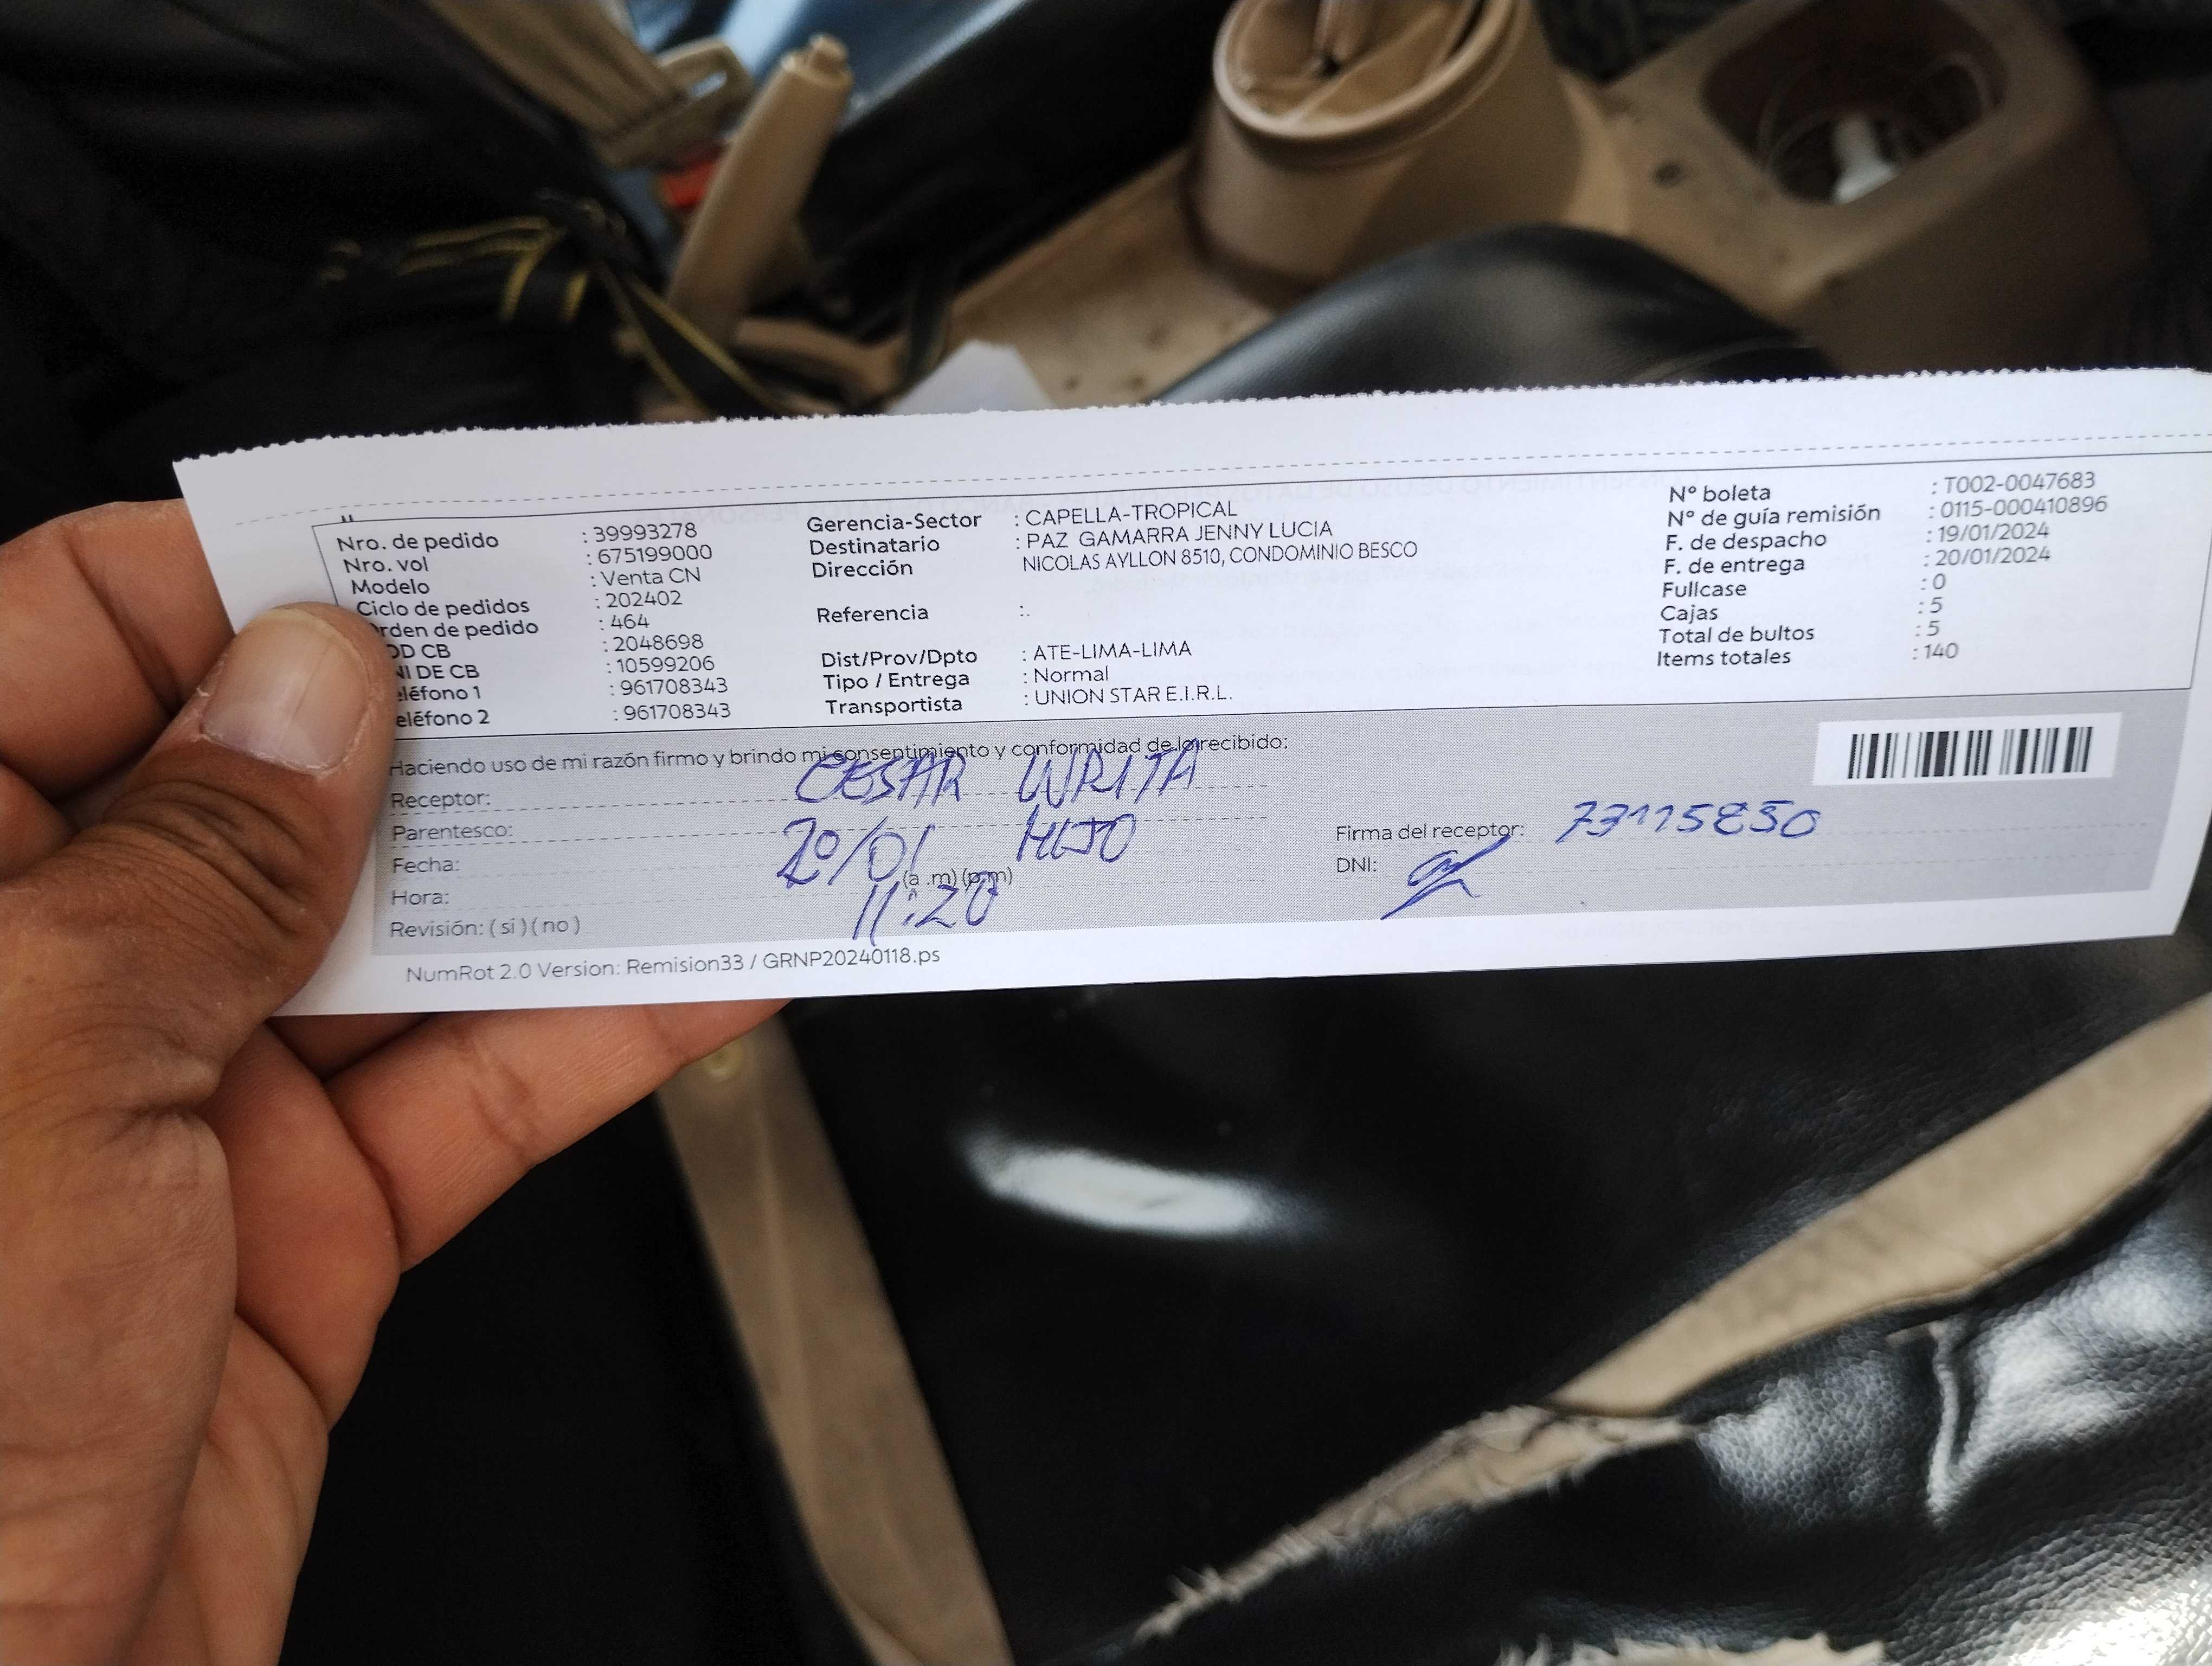 Nro. de pedido : 39993278
Nro. vol : 675199000
Modelo : Venta CN
Ciclo de pedidos : 202402
rden de pedido : 464
OD CB : 2048698
NI DE CB : 10599206
eléfono 1 : 961708343
eléfono 2 : 961708343
Gerencia-Sector : CAPELLA-TROPICAL
Destinatario : PAZ GAMARRA JENNY LUCIA
Dirección NICOLAS AYLLON 8510, CONDOMINIO BESCO
Referencia :.
Dist/Prov/Dpto : ATE-LIMA-LIMA
Tipo / Entrega : Normal
Transportista : UNION STAR E.I.R.L.
N° boleta : T002-0047683
N° de guía remisión : 0115-000410896
F. de despacho : 19/01/2024
F. de entrega : 20/01/2024
Fullcase : 0
Cajas : 5
Total de bultos : 5
Items totales : 140
Haciendo uso de mi razón firmo y brindo mi consentimiento y conformidad de lo recibido:
Receptor: CESAR
Parentesco: HIJO
Fecha: 20/01
Hora: 11:20 (a .m) (p.m)
Revisión: ( si ) ( no )
Firma del receptor: 73115850
DNI:
NumRot 2.0 Version: Remision33 / GRNP20240118.ps